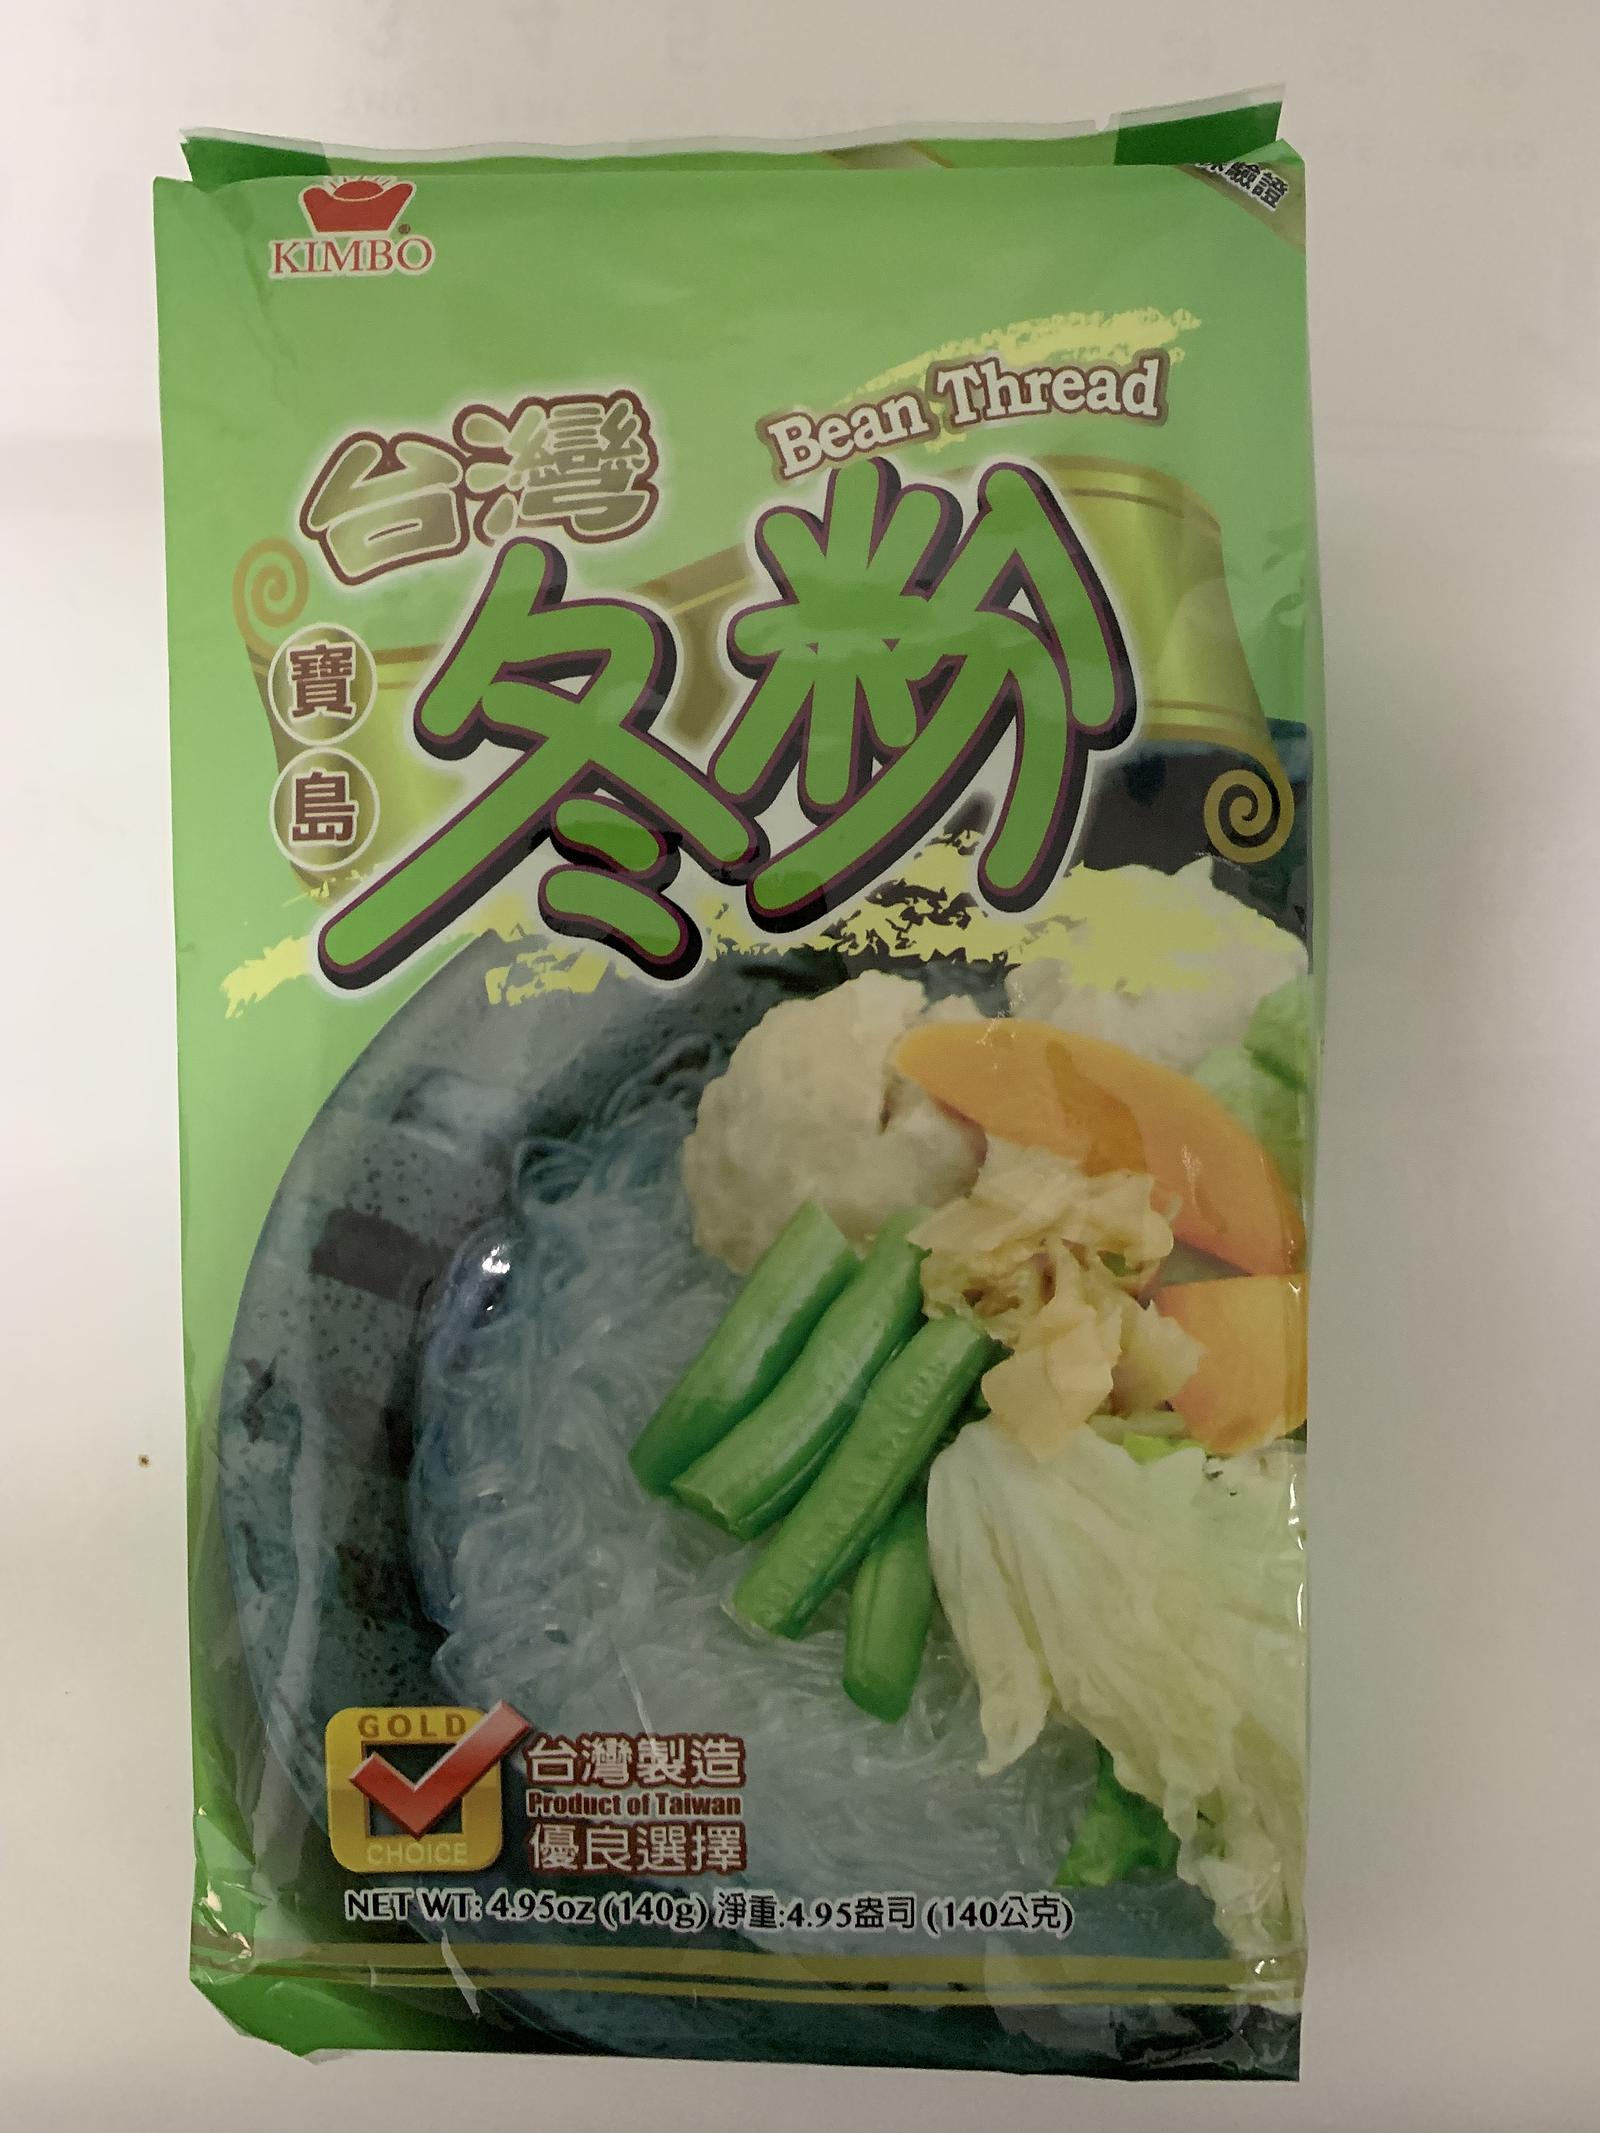 驗證
KIMBO
Bean Thread
台灣
冬粉
寶島
GOLD
CHOICE
台灣製造
Product of Taiwan
優良選擇
NET WT: 4.95oz (140g) 淨重:4.95盎司 (140公克)